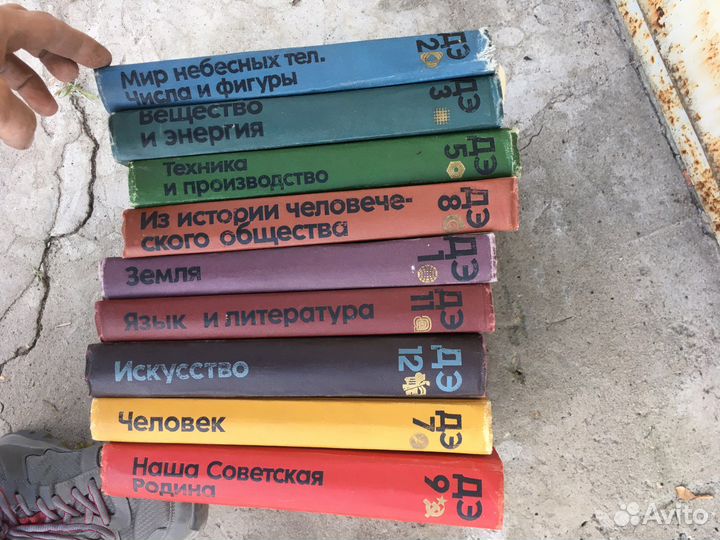 Мир небесных тел.
Числа и фигуры
ДЭ
2
Вещество
и энергия
ДЭ
3
Техника
и производство
ДЭ
5
Из истории человече-
ского общества
ДЭ
8
Земля
ДЭ
1
Язык и литература
ДЭ
11
Искусство
ДЭ
12
Человек
ДЭ
7
Наша Советская
Родина
ДЭ
9
Avito